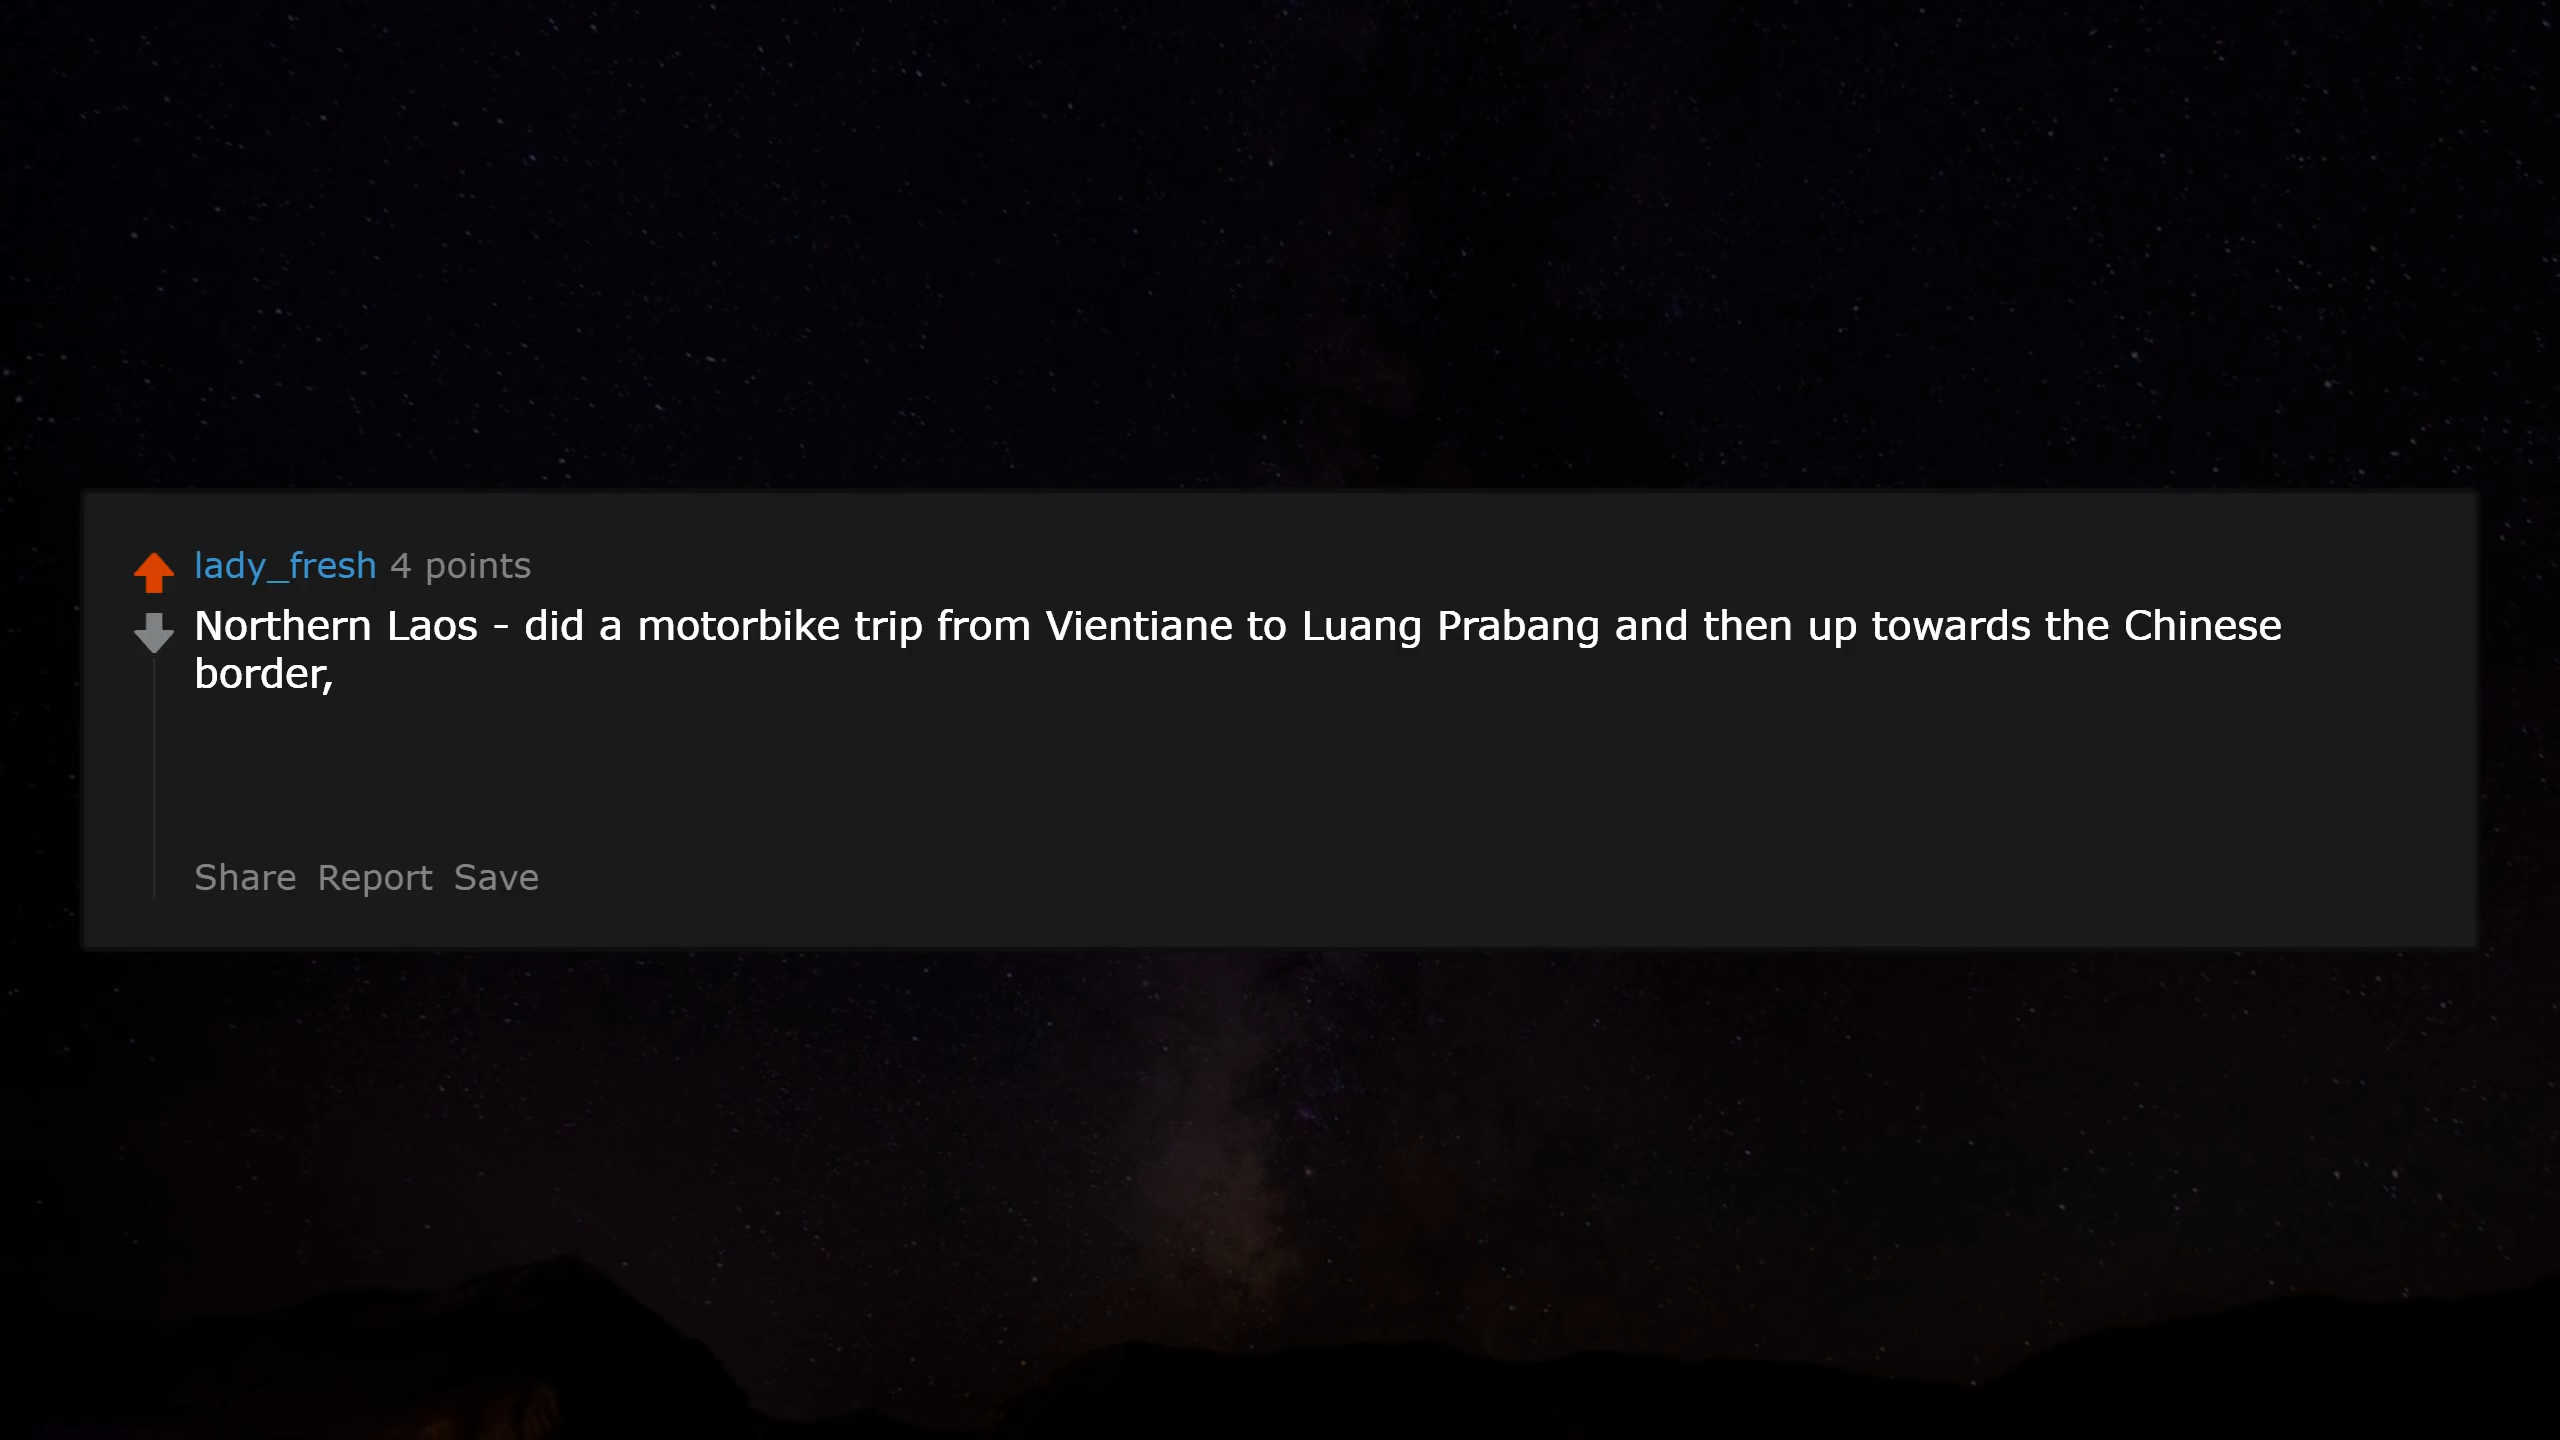 lady_fresh 4 points
Northern Laos - did a motorbike trip from Vientiane to Luang Prabang and then up towards the Chinese
border,
Share Report Save